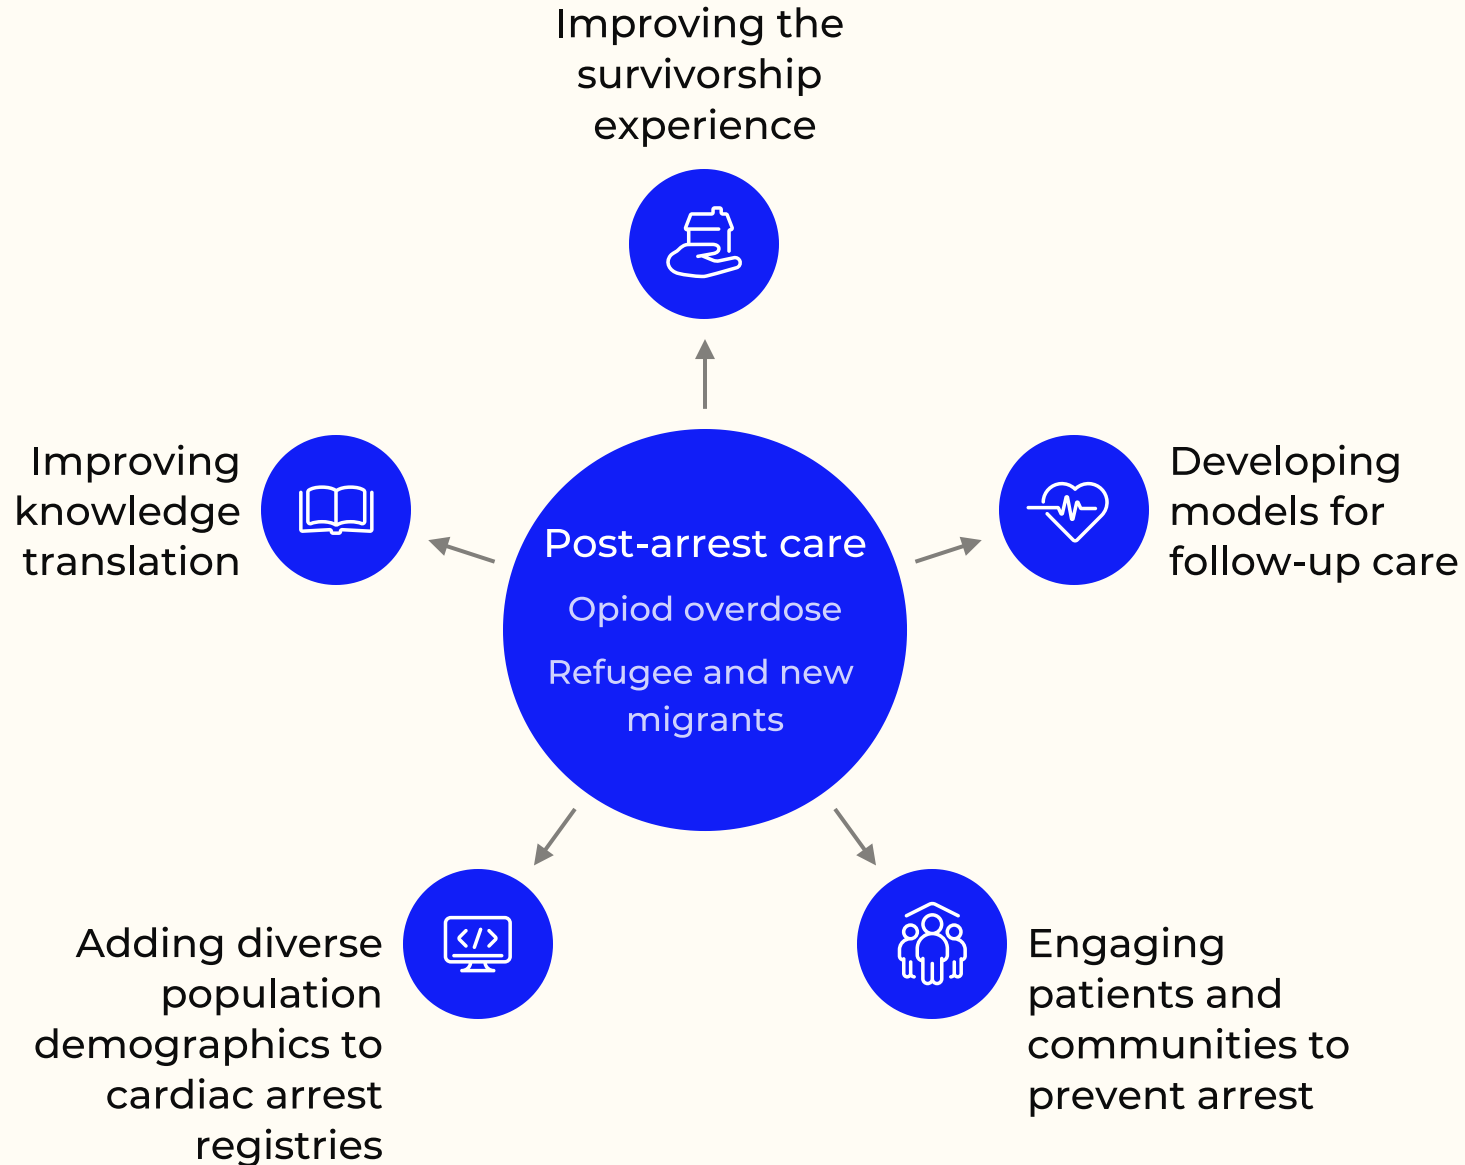 Improving the
survivorship
experience
Improving
knowledge
translation
Developing
models for
follow-up care
Post-arrest care
Opiod overdose
Refugee and new
migrants
Adding diverse
population
demographics to
cardiac arrest
registries
Engaging
patients and
communities to
prevent arrest